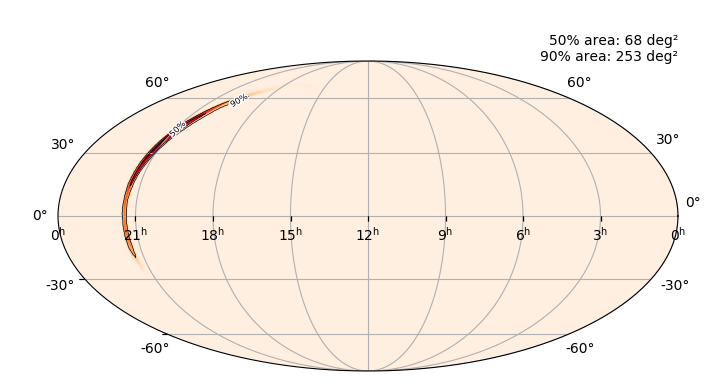 50% area: 68 deg²
90% area: 253 deg²
60° 60°
90%
50%
30° 30°
0° 0°
0ʰ 21ʰ 18ʰ 15ʰ 12ʰ 9ʰ 6ʰ 3ʰ 0ʰ
-30° -30°
-60° -60°